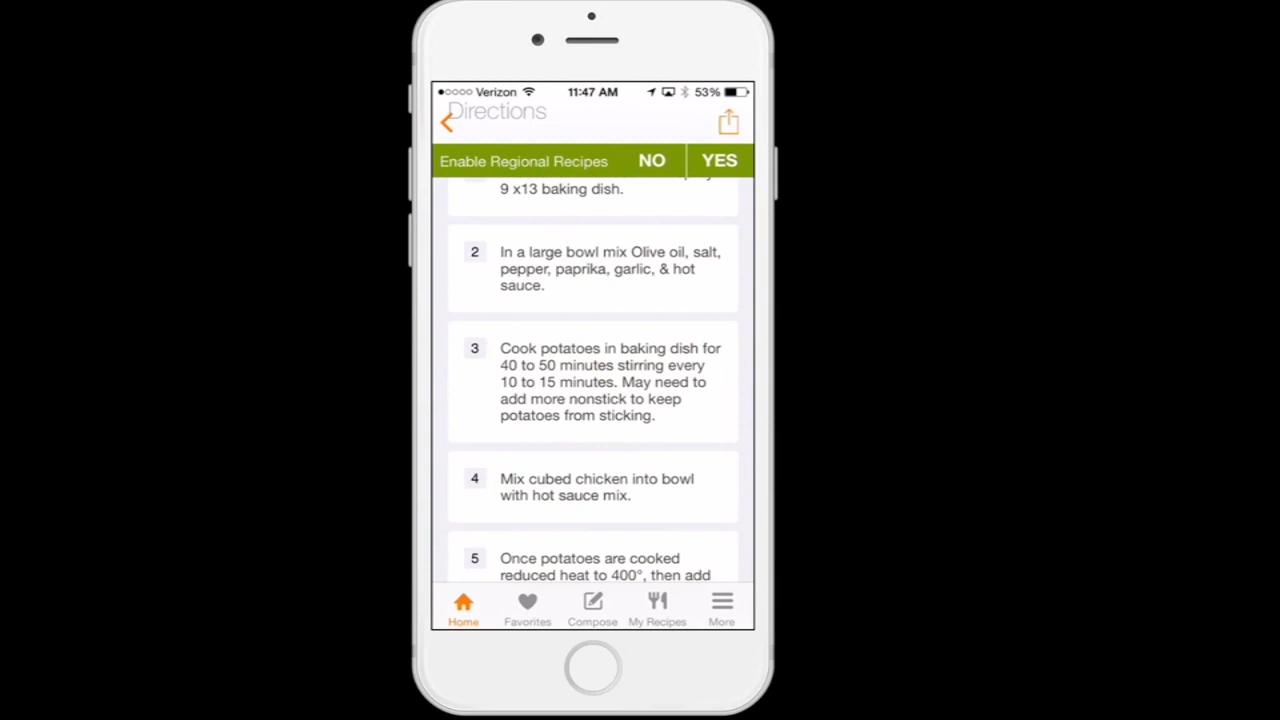 Verizon 11:47 AM 53%
Directions
Enable Regional Recipes NO YES
9 x13 baking dish.
2 In a large bowl mix Olive oil, salt,
pepper, paprika, garlic, & hot
sauce.
3 Cook potatoes in baking dish for
40 to 50 minutes stirring every
10 to 15 minutes. May need to
add more nonstick to keep
potatoes from sticking.
4 Mix cubed chicken into bowl
with hot sauce mix.
5 Once potatoes are cooked
reduced heat to 400°, then add
Home Favorites Compose My Recipes More